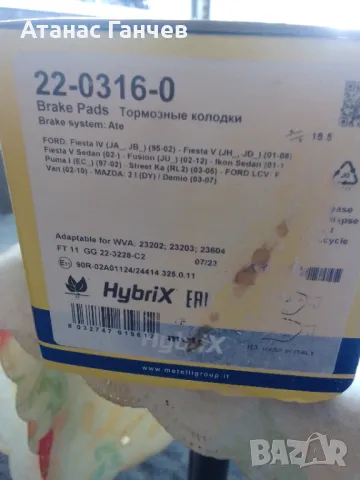 Атанас Ганчев
22-0316-0
Brake Pads Тормозные колодки
Brake system: Ate
FORD: Fiesta IV (JA_, JB_) (95-02) - Fiesta V (JH_, JD_) (01-08)
Fiesta V Sedan (02-) - Fusion (JU_) (02-12) - Ikon Sedan (01-
Puma I (EC_) (97-02) - Street Ka (RL2) (03-05) - FORD LCV: F
Van (02-10) - MAZDA: 2 I (DY) / Demio (03-07)
Adaptable for WVA: 23202; 23203; 23604
FT 11 GG 22-3228-C2 07/23
E11 90R-02A01124/24414 325.0.11
HybriX EAC
HybriX
www.metelligroup.it
BAZAR